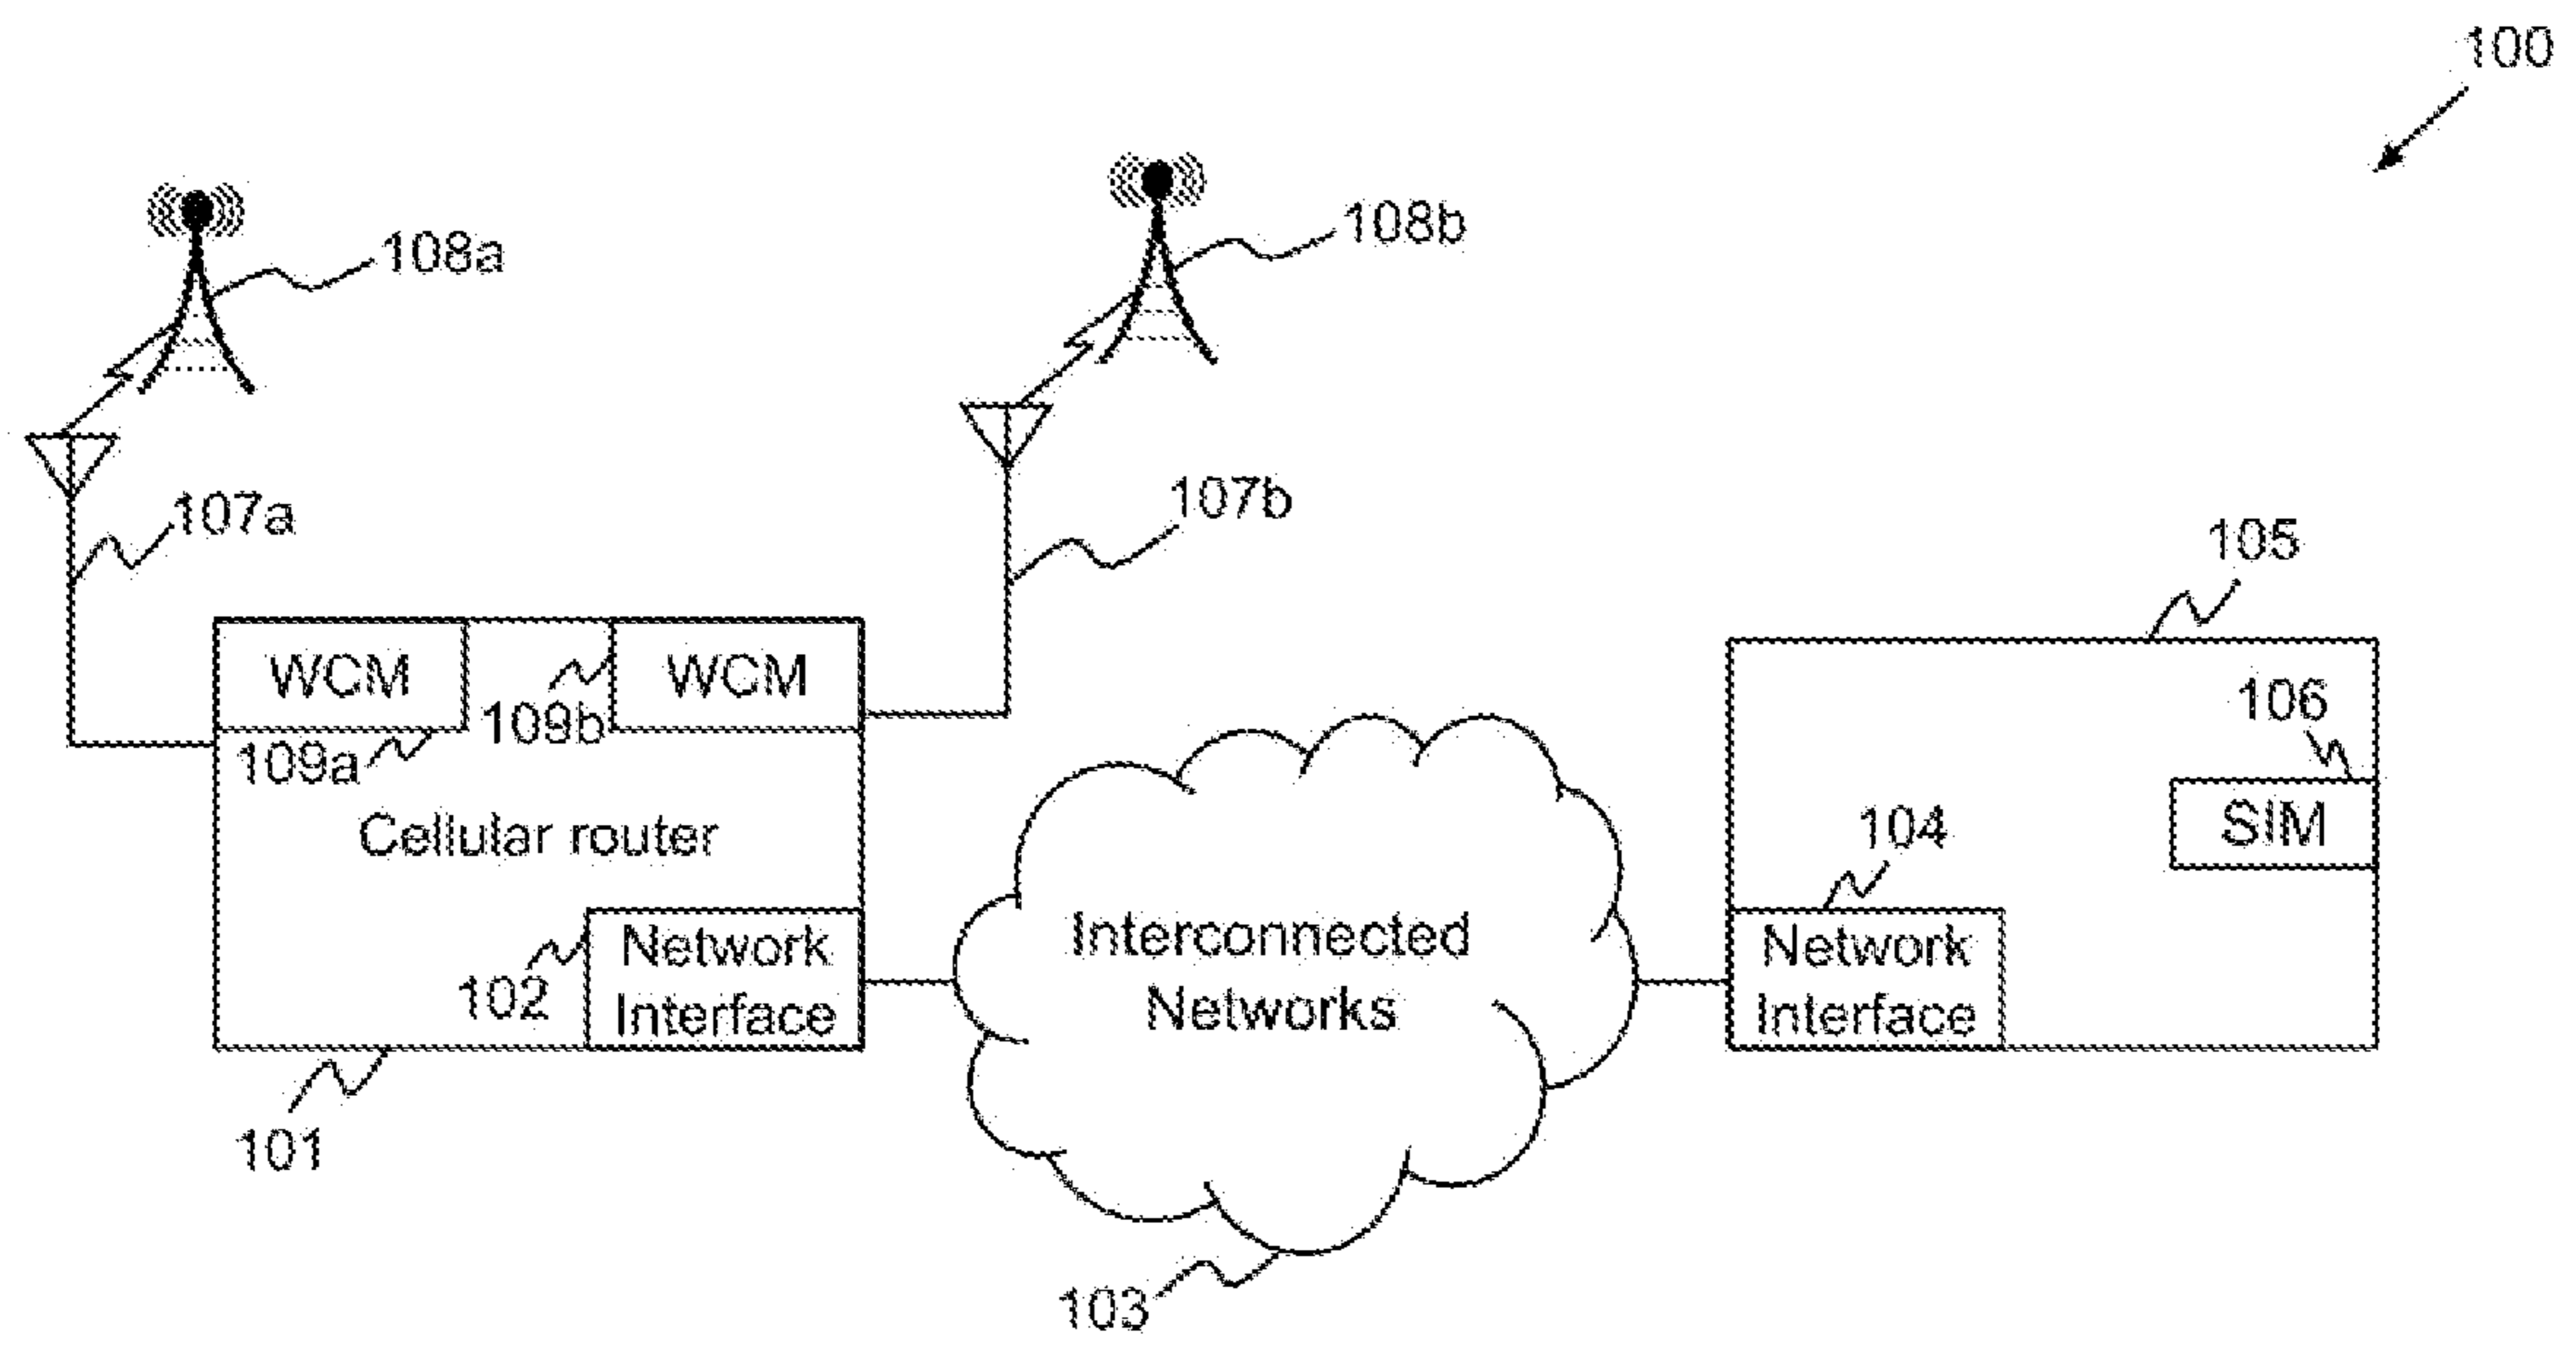 100
108a
108b
107a
107b
105
WCM
WCM
109b
109a
106
Cellular router
SIM
104
102
Network
Interface
Interconnected
Networks
Network
Interface
101
103